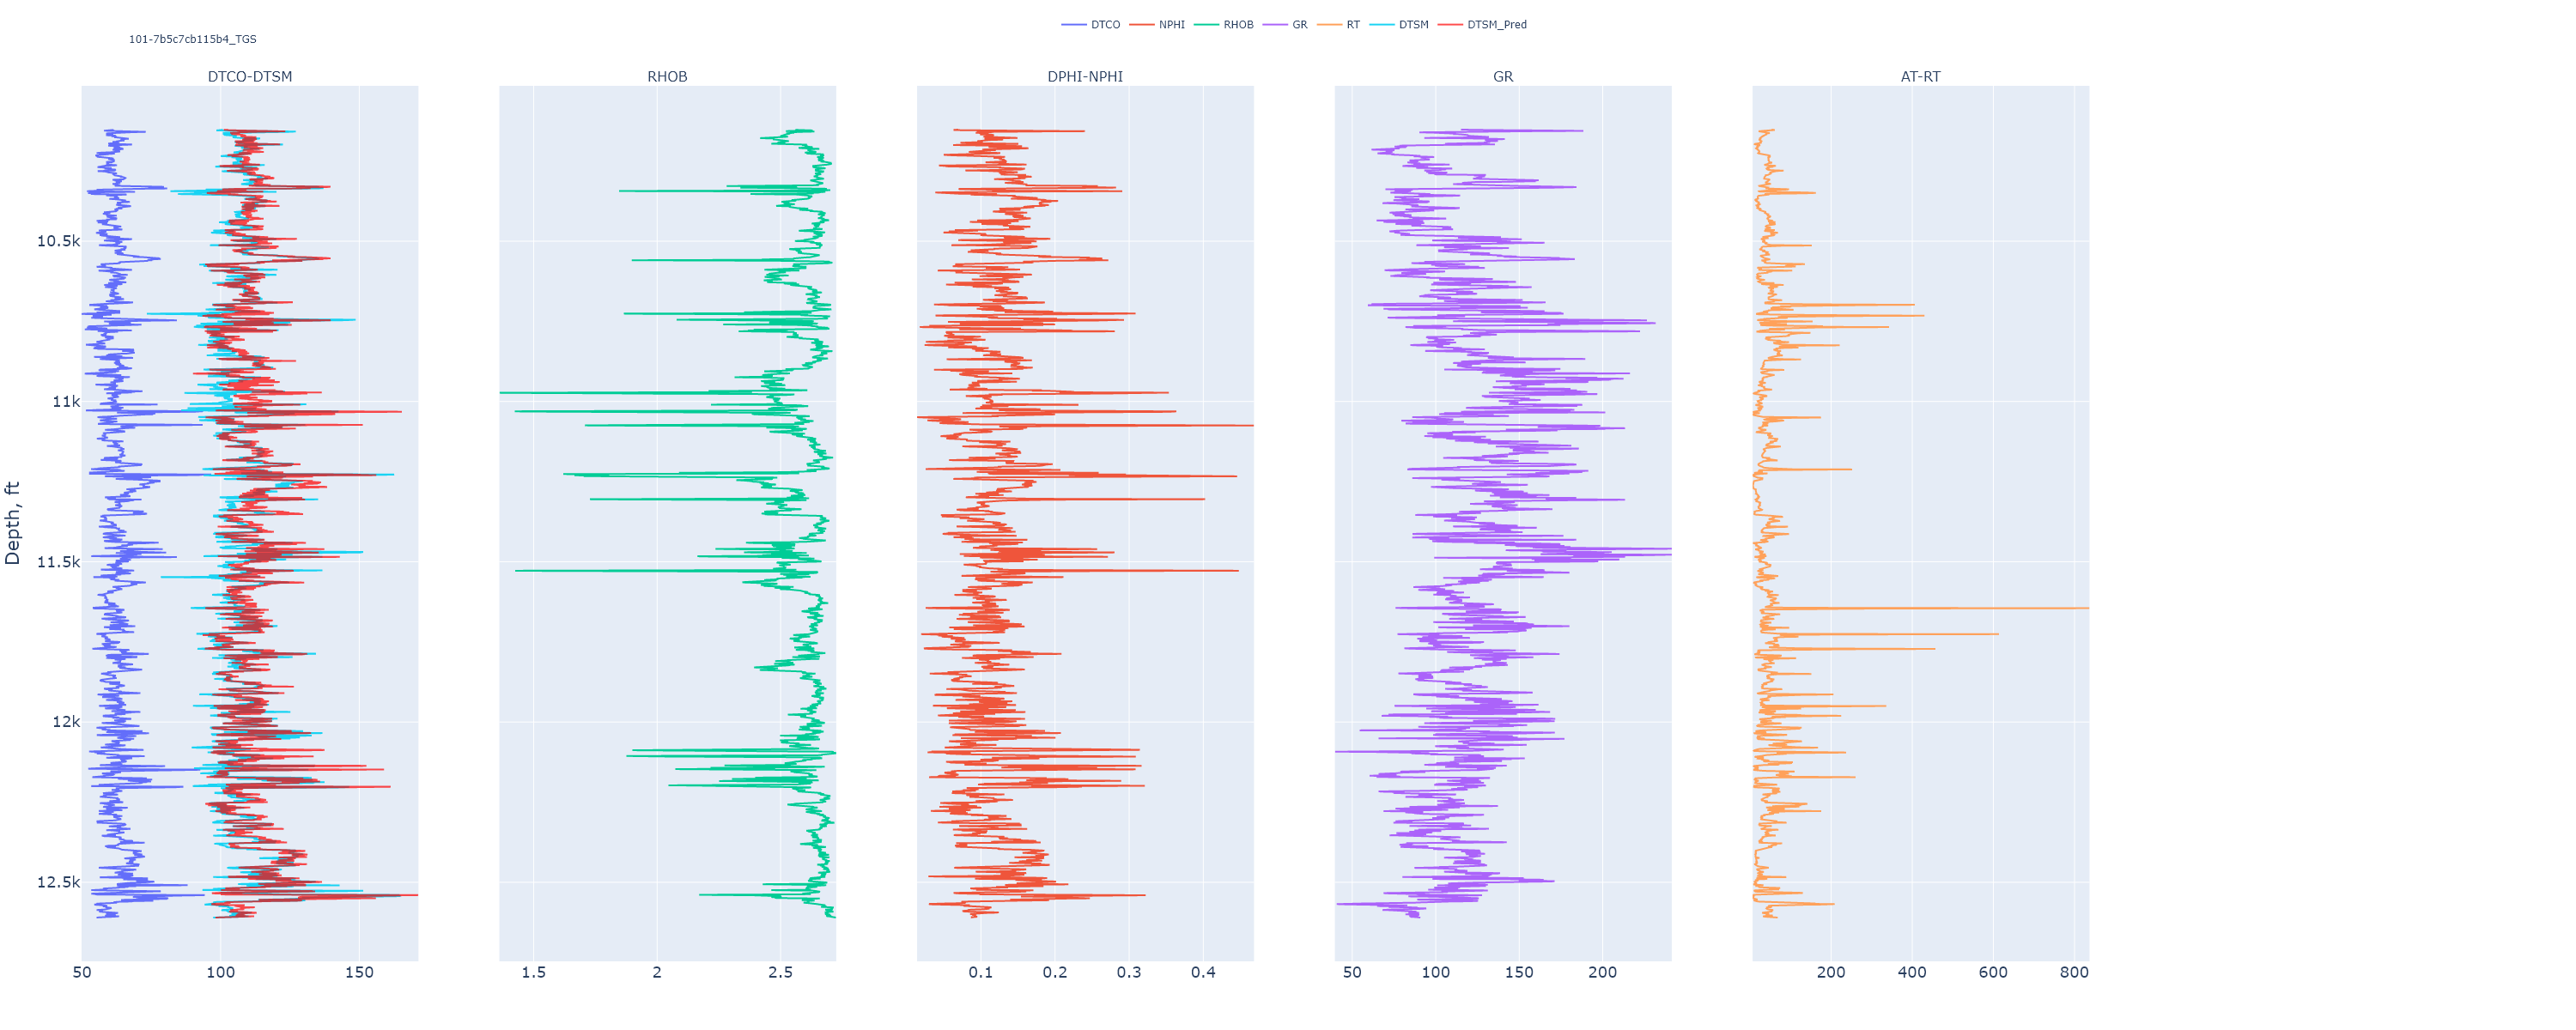 DTCO NPHI RHOB GR RT DTSM DTSM_Pred
101-7b5c7cb115b4_TGS
DTCO-DTSM RHOB DPHI-NPHI GR AT-RT
Depth, ft
10.5k
11k
11.5k
12k
12.5k
50 100 150 1.5 2 2.5 0.1 0.2 0.3 0.4 50 100 150 200 200 400 600 800